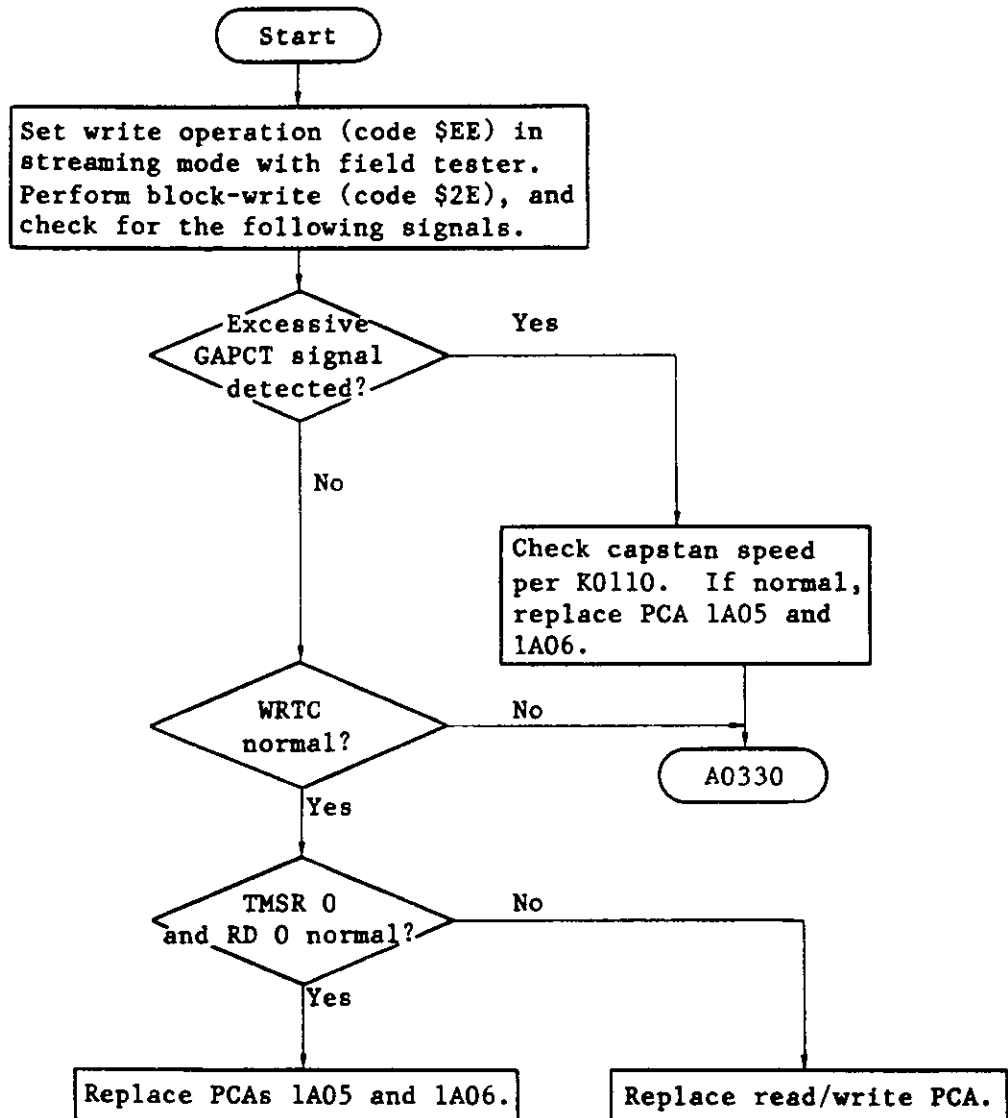 Start
Set write operation (code $EE) in
streaming mode with field tester.
Perform block-write (code $2E), and
check for the following signals.
Excessive
GAPCT signal
detected?
Yes
No
Check capstan speed
per K0110. If normal,
replace PCA 1A05 and
1A06.
WRTC
normal?
No
A0330
Yes
TMSR 0
and RD 0 normal?
No
Yes
Replace PCAs 1A05 and 1A06.
Replace read/write PCA.